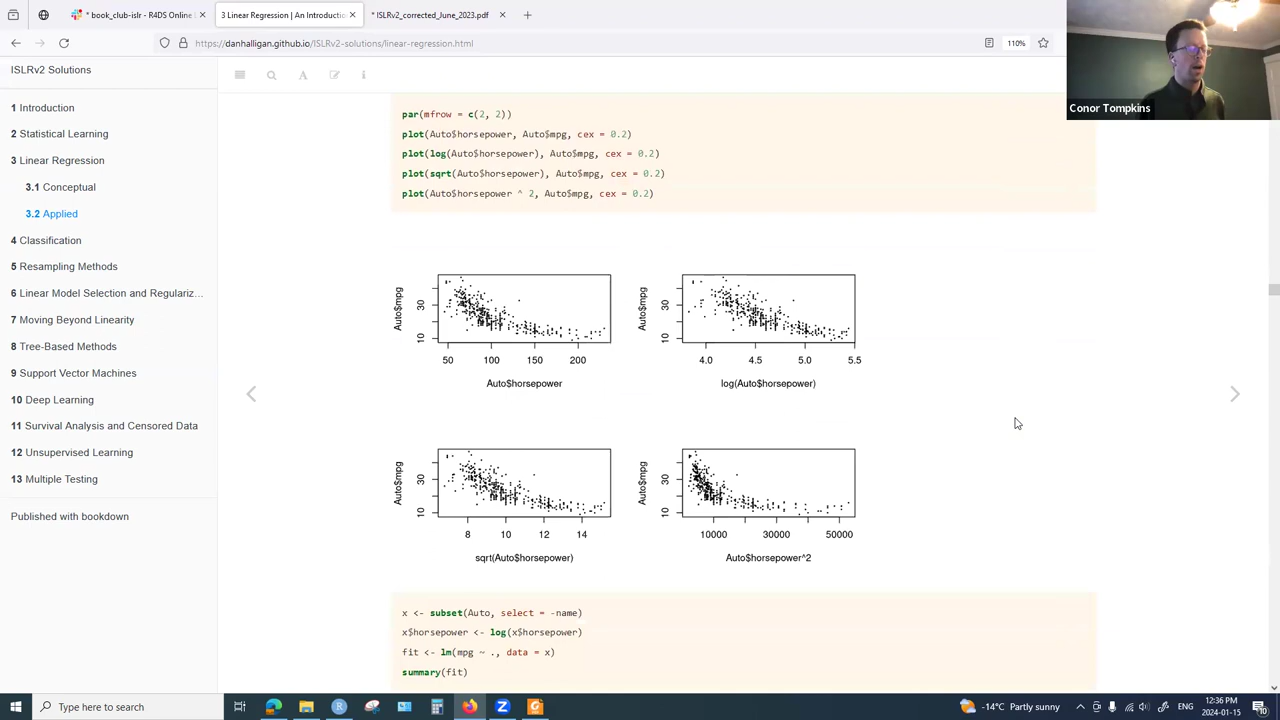 * book_club-islr - R4DS Online
3 Linear Regression | An Introduction
* ISLRv2_corrected_June_2023.pdf
https://danhalligan.github.io/ISLRv2-solutions/linear-regression.html
110%
Conor Tompkins
ISLRv2 Solutions
1 Introduction
2 Statistical Learning
3 Linear Regression
3.1 Conceptual
3.2 Applied
4 Classification
5 Resampling Methods
6 Linear Model Selection and Regulariz...
7 Moving Beyond Linearity
8 Tree-Based Methods
9 Support Vector Machines
10 Deep Learning
11 Survival Analysis and Censored Data
12 Unsupervised Learning
13 Multiple Testing
Published with bookdown
par(mfrow = c(2, 2))
plot(Auto$horsepower, Auto$mpg, cex = 0.2)
plot(log(Auto$horsepower), Auto$mpg, cex = 0.2)
plot(sqrt(Auto$horsepower), Auto$mpg, cex = 0.2)
plot(Auto$horsepower ^ 2, Auto$mpg, cex = 0.2)
Auto$mpg
30
10
50 100 150 200
Auto$horsepower
Auto$mpg
30
10
4.0 4.5 5.0 5.5
log(Auto$horsepower)
Auto$mpg
30
10
8 10 12 14
sqrt(Auto$horsepower)
Auto$mpg
30
10
10000 30000 50000
Auto$horsepower^2
x <- subset(Auto, select = -name)
x$horsepower <- log(x$horsepower)
fit <- lm(mpg ~ ., data = x)
summary(fit)
Type here to search
-14°C Partly sunny
12:36 PM
2024-01-15